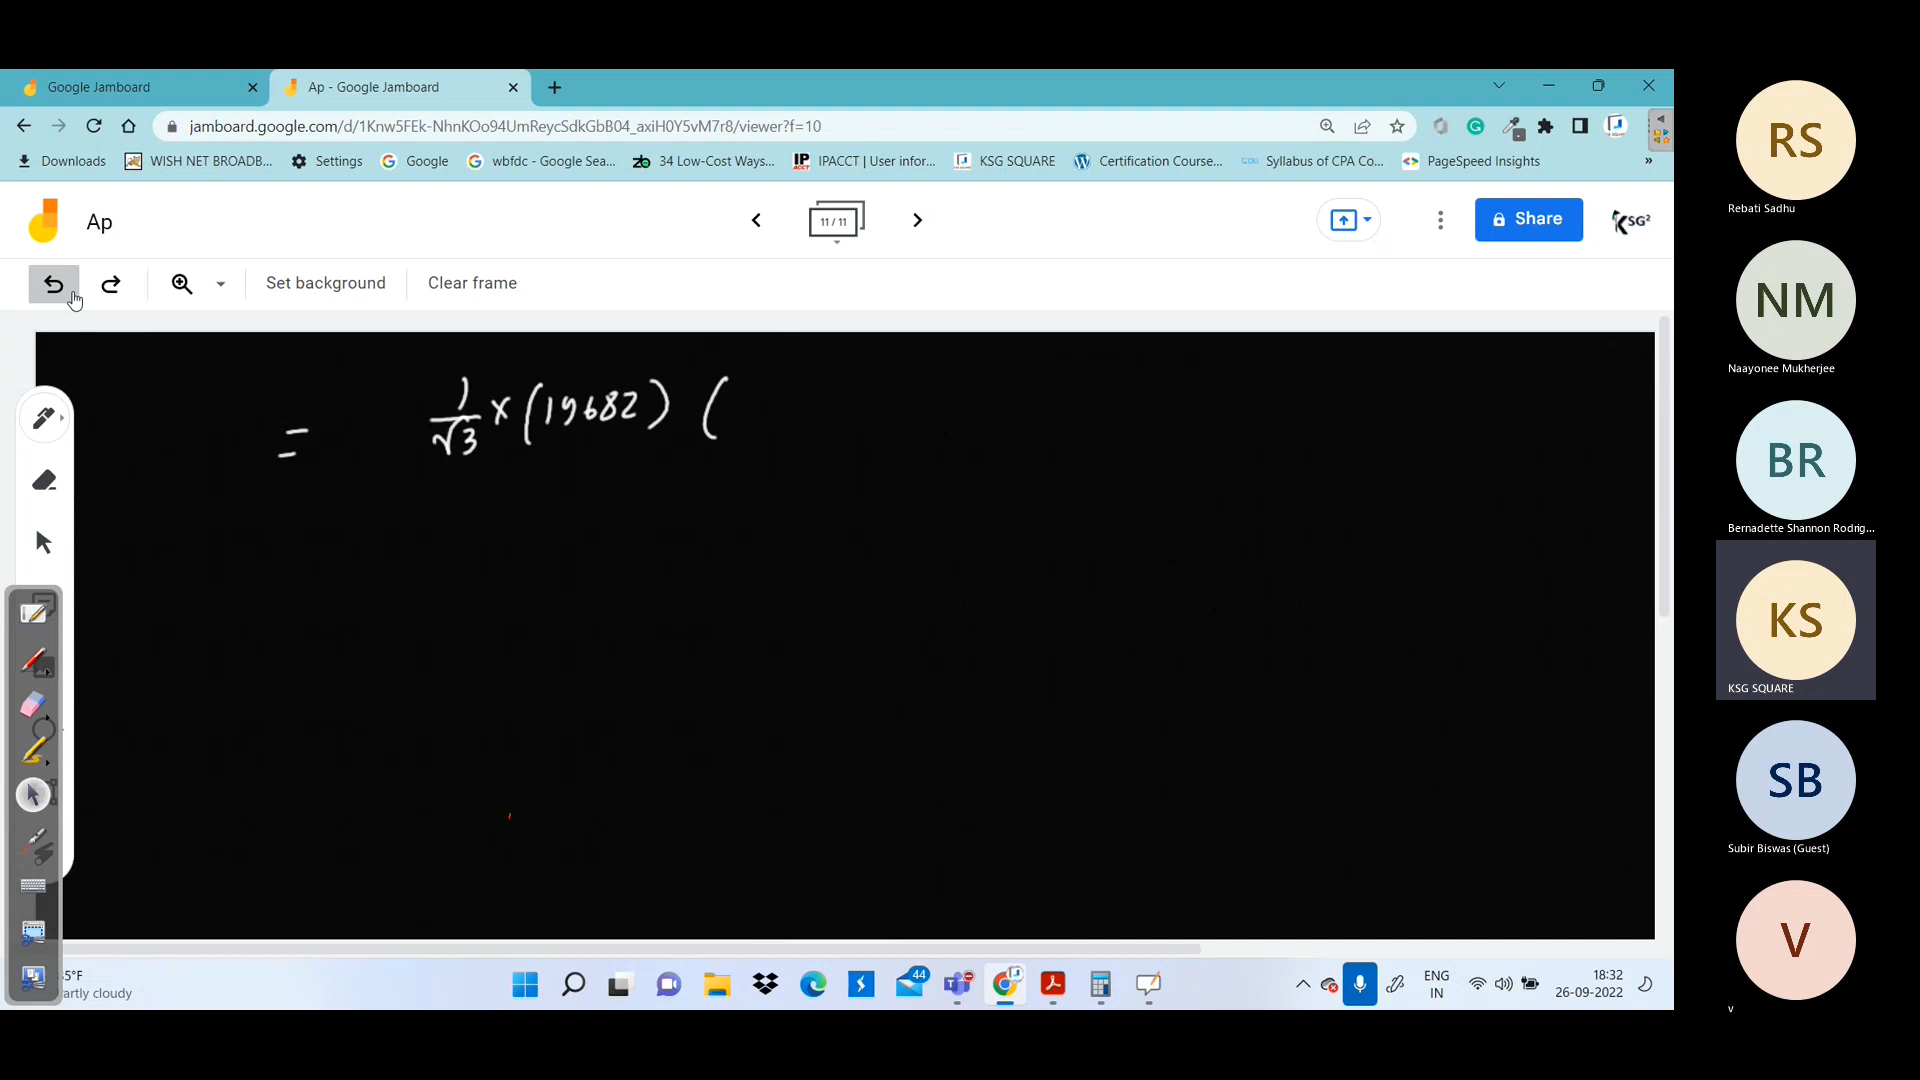 Google Jamboard
Ap - Google Jamboard
jamboard.google.com/d/1Knw5FEk-NhnKOo94UmReycSdkGbB04_axiH0Y5vM7r8/viewer?f=10
Downloads WISH NET BROADB... Settings Google wbfdc - Google Sea... 34 Low-Cost Ways... IPACCT | User infor... KSG SQUARE Certification Course... Syllabus of CPA Co... PageSpeed Insights »
Ap
11 / 11
Share
KSG²
Set background Clear frame
= 1/√3 × (19682) (
5°F
artly cloudy
44
ENG
IN
18:32
26-09-2022
RS
Rebati Sadhu
NM
Naayonee Mukherjee
BR
Bernadette Shannon Rodrig...
KS
KSG SQUARE
SB
Subir Biswas (Guest)
V
v